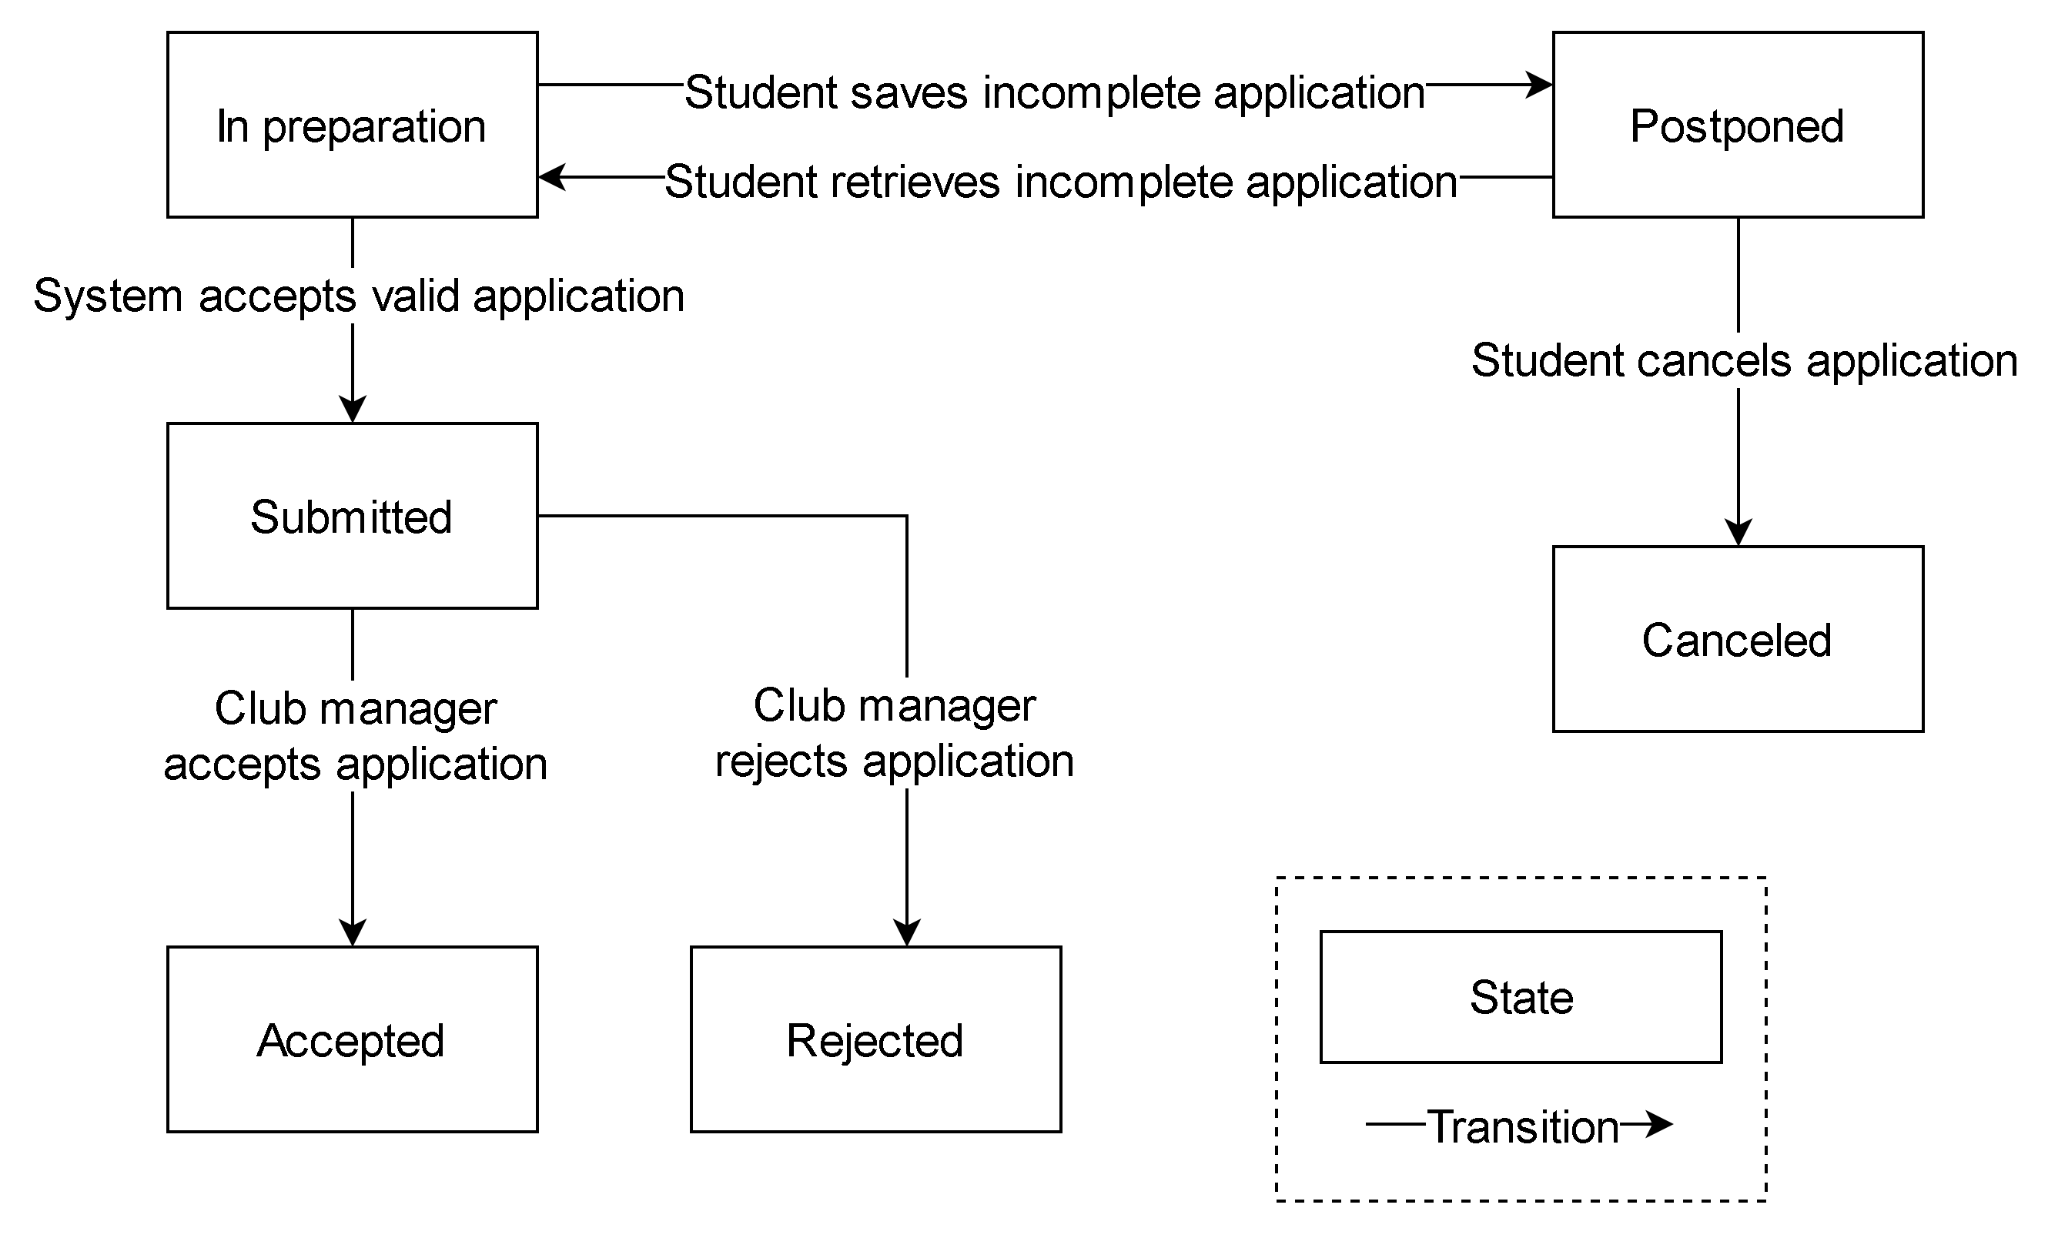 In preparation
Student saves incomplete application
Postponed
Student retrieves incomplete application
System accepts valid application
Student cancels application
Submitted
Canceled
Club manager
accepts application
Club manager
rejects application
Accepted
Rejected
State
Transition